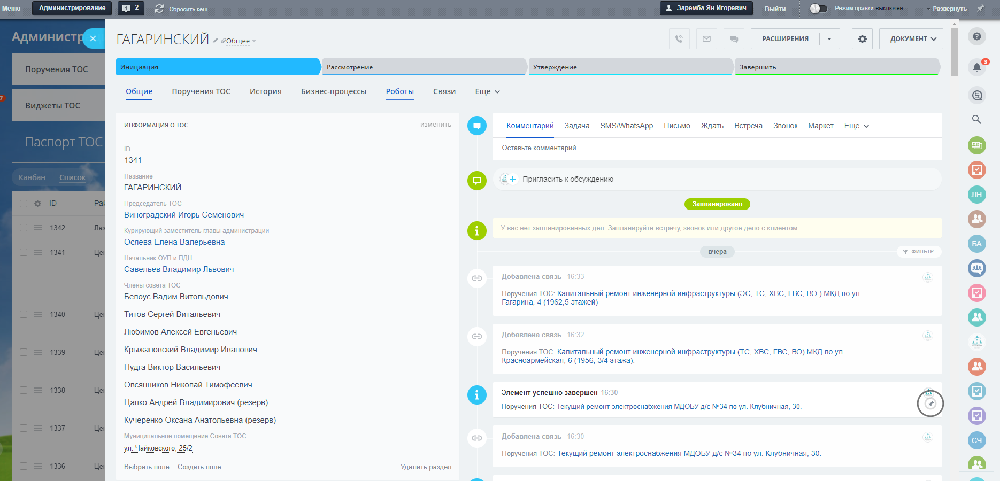 Меню
Администрирование
2
Сбросить кеш
Заремба Ян Игоревич
Выйти
Режим правки выключен
Развернуть
Администра
Поручения ТОС
7
Виджеты ТОС
Паспорт ТОС
Канбан
Список
ID
Рай
1342
Лаз
1341
Цен
1340
Цен
1339
Цен
1338
Цен
1337
Цен
1336
Цен
ГАГАРИНСКИЙ
Общее
РАСШИРЕНИЯ
ДОКУМЕНТ
Инициация
Рассмотрение
Утверждение
Завершить
Общие
Поручения ТОС
История
Бизнес-процессы
Роботы
Связи
Еще
ИНФОРМАЦИЯ О ТОС
изменить
ID
1341
Название
ГАГАРИНСКИЙ
Председатель ТОС
Виноградский Игорь Семенович
Курирующий заместитель главы администрации
Осяева Елена Валерьевна
Начальник ОУП и ПДН
Савельев Владимир Львович
Члены совета ТОС
Белоус Вадим Витольдович
Титов Сергей Витальевич
Любимов Алексей Евгеньевич
Крыжановский Владимир Иванович
Нудга Виктор Васильевич
Овсянников Николай Тимофеевич
Цапко Андрей Владимирович (резерв)
Кучеренко Оксана Анатольевна (резерв)
Муниципальное помещение Совета ТОС
ул. Чайковского, 25/2
Выбрать поле
Создать поле
Удалить раздел
Комментарий
Задача
SMS/WhatsApp
Письмо
Ждать
Встреча
Звонок
Маркет
Еще
Оставьте комментарий
Пригласить к обсуждению
Запланировано
У вас нет запланированных дел. Запланируйте встречу, звонок или другое дело с клиентом.
вчера
ФИЛЬТР
Добавлена связь 16:33
Поручения ТОС: Капитальный ремонт инженерной инфраструктуры (ЭС, ТС, ХВС, ГВС, ВО ) МКД по ул.
Гагарина, 4 (1962,5 этажей)
Добавлена связь 16:32
Поручения ТОС: Капитальный ремонт инженерной инфраструктуры (ТС, ХВС, ГВС, ВО) МКД по ул.
Красноармейская, 6 (1956, 3/4 этажа).
Элемент успешно завершен 16:30
Поручения ТОС: Текущий ремонт электроснабжения МДОБУ д/с №34 по ул. Клубничная, 30.
Добавлена связь 16:30
Поручения ТОС: Текущий ремонт электроснабжения МДОБУ д/с №34 по ул. Клубничная, 30.
3
ЛН
БА
СЧ